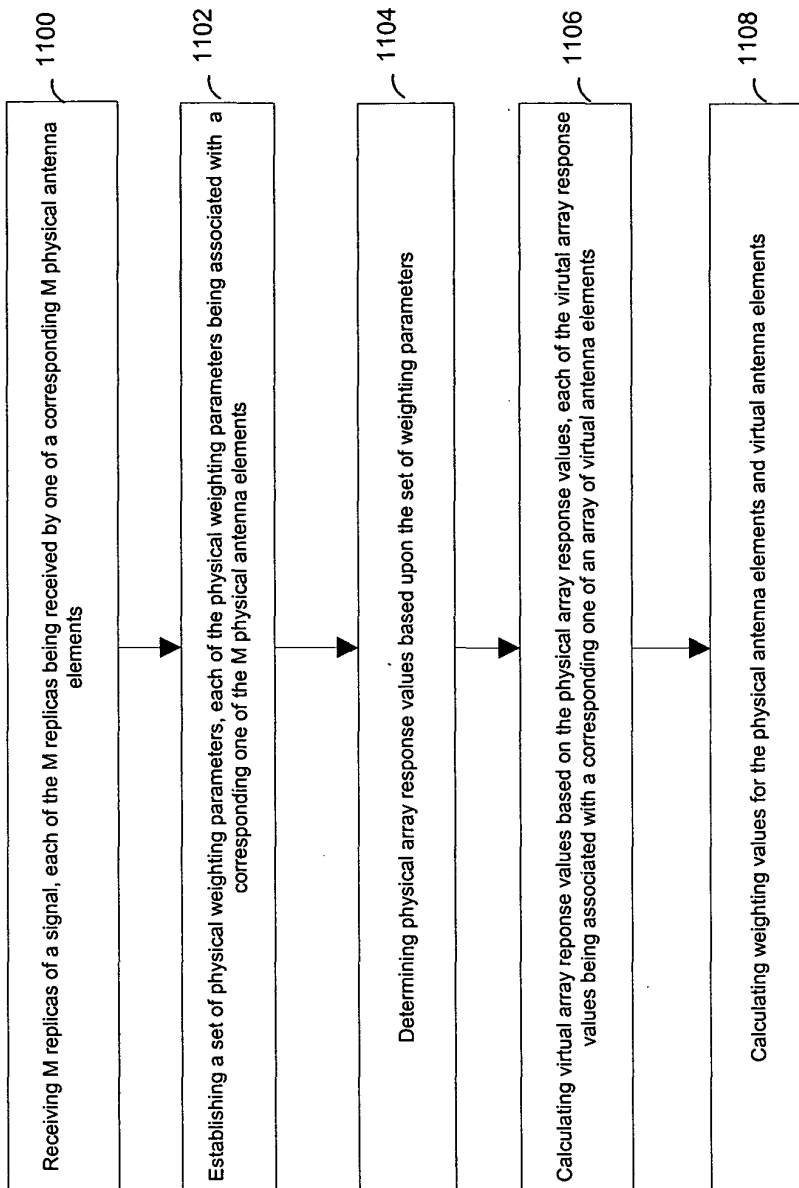 Receiving M replicas of a signal, each of the M replicas being received by one of a corresponding M physical antenna
elements
1100
Establishing a set of physical weighting parameters, each of the physical weighting parameters being associated with a
corresponding one of the M physical antenna elements
1102
Determining physical array response values based upon the set of weighting parameters
1104
Calculating virtual array reponse values based on the physical array response values, each of the virutal array response
values being associated with a corresponding one of an array of virtual antenna elements
1106
Calculating weighting values for the physical antenna elements and virtual antenna elements
1108